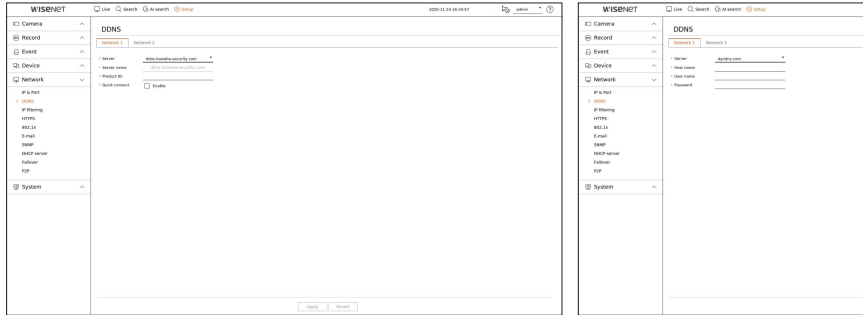 WISENET Live Search AI search Setup 2020-11-24 16:34:57 admin ?
Camera
Record
Event
Device
Network
IP & Port
DDNS
IP filtering
HTTPS
802.1x
E-mail
SNMP
DHCP server
Failover
P2P
System
DDNS
Network 1 Network 2
Server ddns.hanwha-security.com
Server name ddns.hanwha-security.com
Product ID
Quick connect Enable
Apply Revert
WISENET Live Search AI search Setup
Camera
Record
Event
Device
Network
IP & Port
DDNS
IP filtering
HTTPS
802.1x
E-mail
SNMP
DHCP server
Failover
P2P
System
DDNS
Network 1 Network 2
Server dyndns.com
Host name
User name
Password